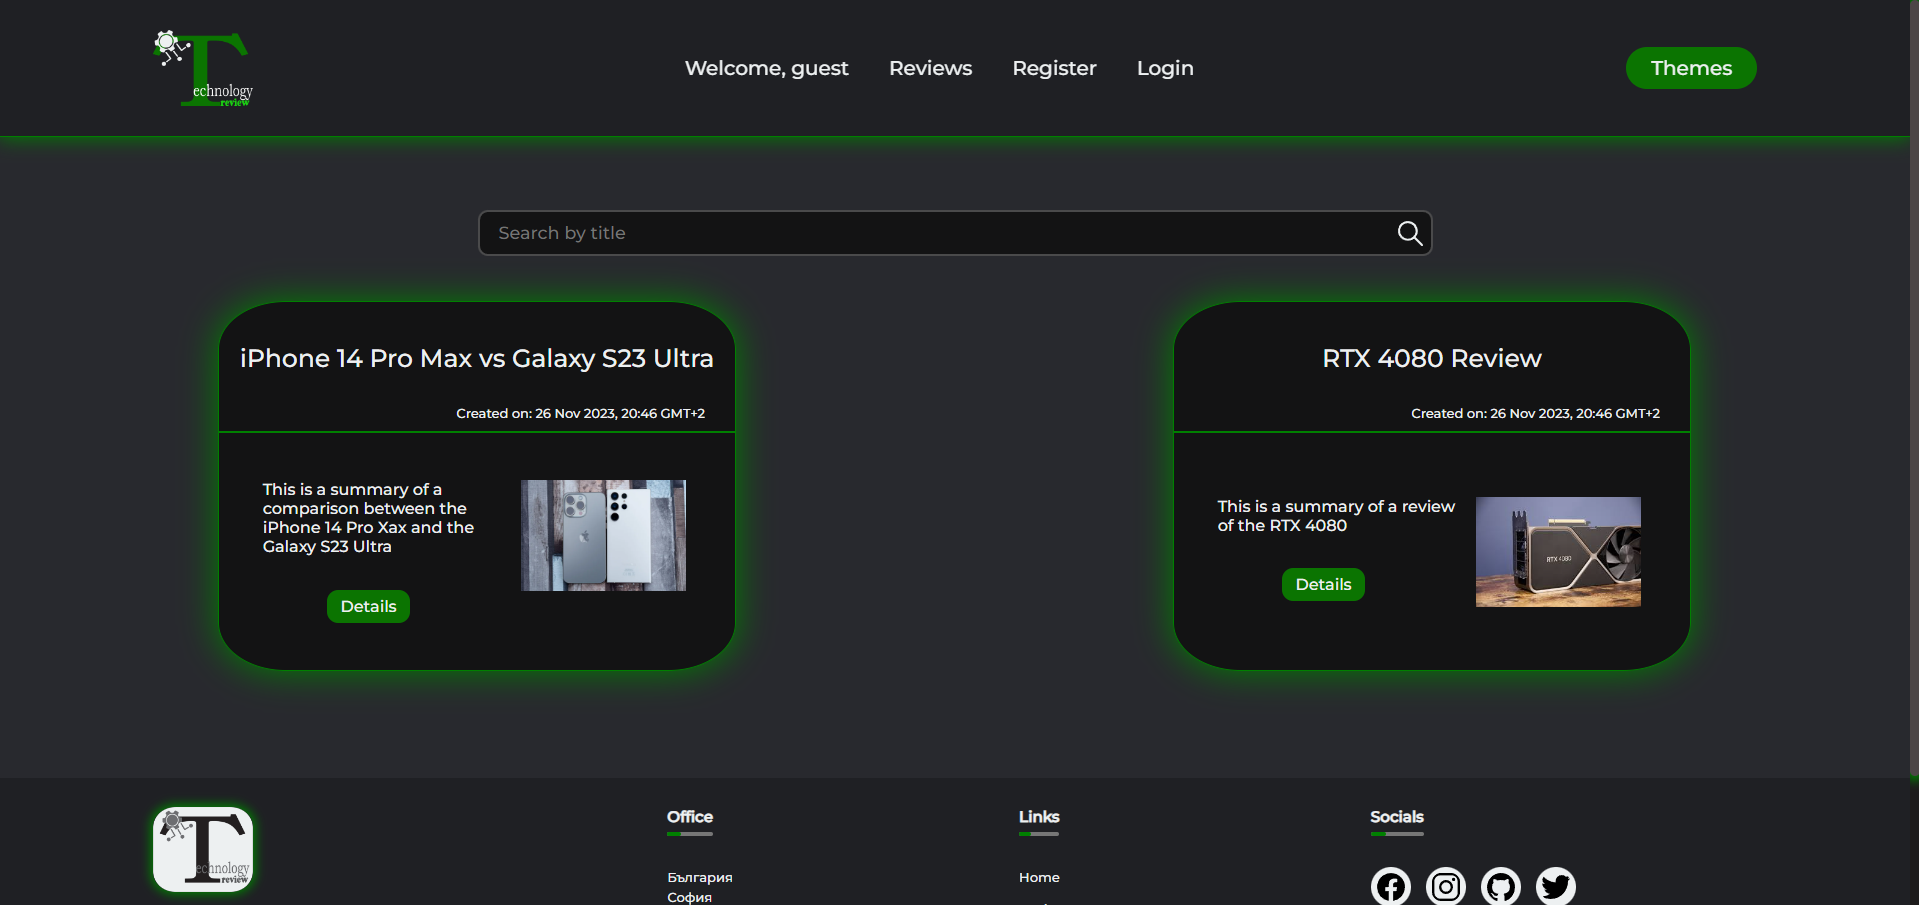 Technology
review
Welcome, guest
Reviews
Register
Login
Themes
Search by title
iPhone 14 Pro Max vs Galaxy S23 Ultra
Created on: 26 Nov 2023, 20:46 GMT+2
This is a summary of a
comparison between the
iPhone 14 Pro Xax and the
Galaxy S23 Ultra
Details
RTX 4080 Review
Created on: 26 Nov 2023, 20:46 GMT+2
This is a summary of a review
of the RTX 4080
RTX 4080
Details
Technology
review
Office
България
София
Links
Home
Socials